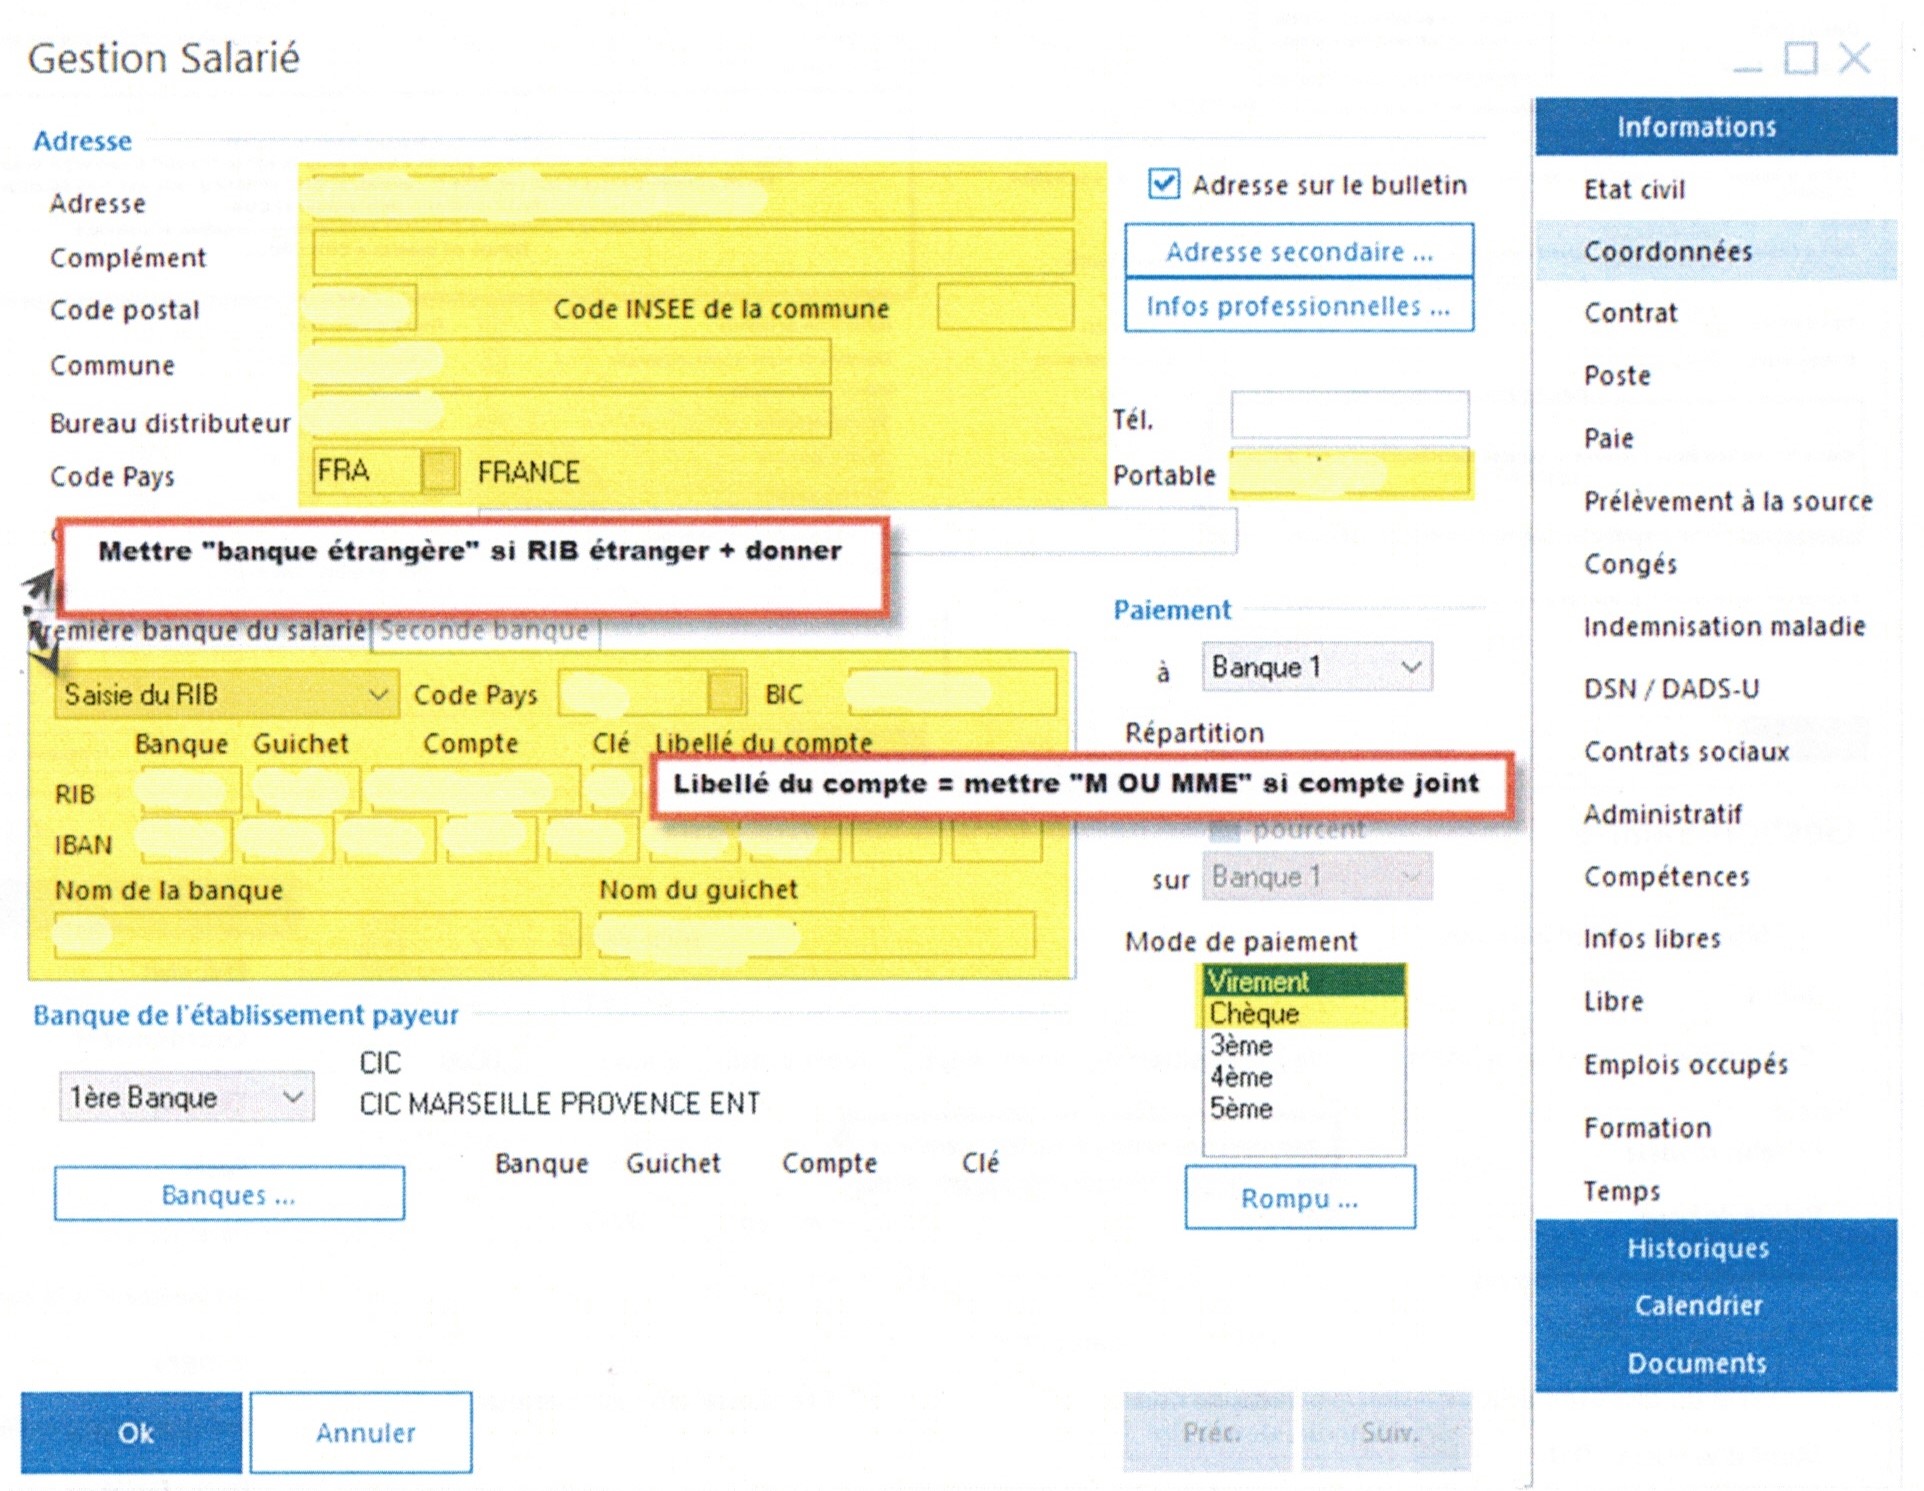 Gestion Salarié
Adresse
Adresse
Adresse sur le bulletin
Complément
Adresse secondaire ...
Code postal
Code INSEE de la commune
Infos professionnelles ...
Commune
Bureau distributeur
Tél.
Code Pays
FRA
FRANCE
Portable
Mettre "banque étrangère" si RIB étranger + donner
Première banque du salarié
Seconde banque
Saisie du RIB
Code Pays
BIC
Banque
Guichet
Compte
Clé
Libellé du compte
RIB
Libellé du compte = mettre "M OU MME" si compte joint
IBAN
Nom de la banque
Nom du guichet
Paiement
à
Banque 1
Répartition
pourcent
sur
Banque 1
Mode de paiement
Virement
Chèque
3ème
4ème
5ème
Rompu ...
Banque de l'établissement payeur
1ère Banque
CIC
CIC MARSEILLE PROVENCE ENT
Banque
Guichet
Compte
Clé
Banques ...
Ok
Annuler
Préc.
Suiv.
Informations
Etat civil
Coordonnées
Contrat
Poste
Paie
Prélèvement à la source
Congés
Indemnisation maladie
DSN / DADS-U
Contrats sociaux
Administratif
Compétences
Infos libres
Libre
Emplois occupés
Formation
Temps
Historiques
Calendrier
Documents